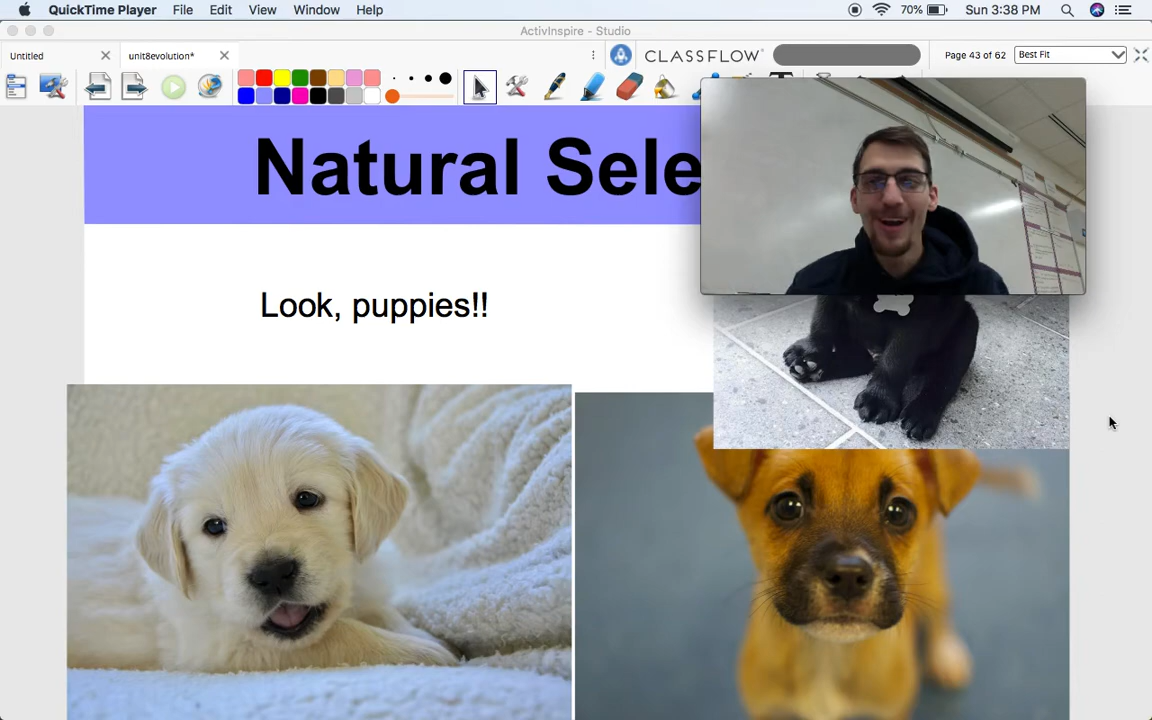 QuickTime Player File Edit View Window Help 70% Sun 3:38 PM
ActivInspire - Studio
Untitled unit8evolution* CLASSFLOW Page 43 of 62 Best Fit
Natural Sele
Look, puppies!!